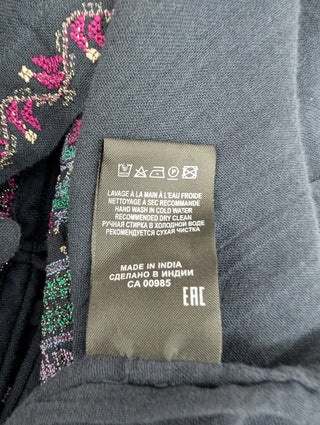 LAVAGE À LA MAIN À L'EAU FROIDE
NETTOYAGE À SEC RECOMMANDE
HAND WASH IN COLD WATER
RECOMMENDED DRY CLEAN
РУЧНАЯ СТИРКА В ХОЛОДНОЙ ВОДЕ
РЕКОМЕНДУЕТСЯ СУХАЯ ЧИСТКА
MADE IN INDIA
СДЕЛАНО В ИНДИИ
CA 00985
EAC